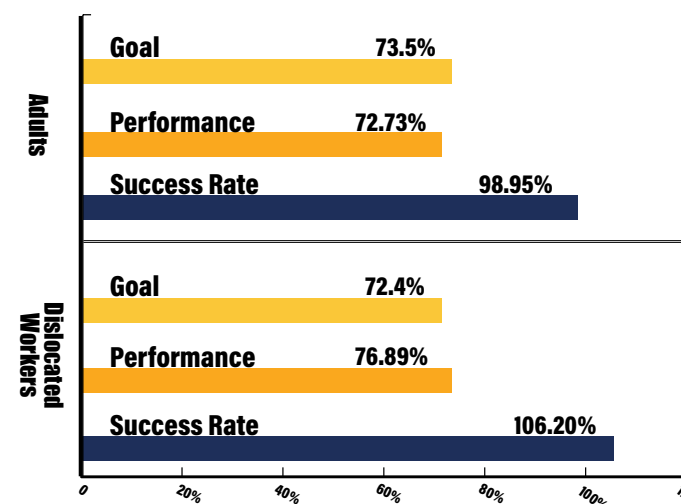 Adults
Goal 73.5%
Performance 72.73%
Success Rate 98.95%
Dislocated
Workers
Goal 72.4%
Performance 76.89%
Success Rate 106.20%
0 20% 40% 60% 80% 100%